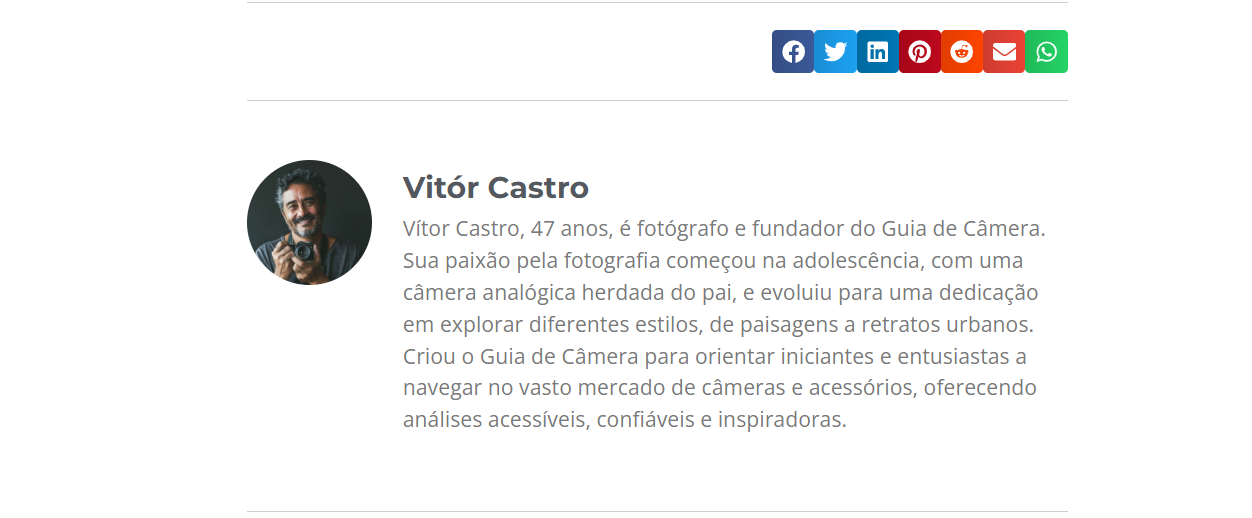 Vitór Castro
Vítor Castro, 47 anos, é fotógrafo e fundador do Guia de Câmera.
Sua paixão pela fotografia começou na adolescência, com uma
câmera analógica herdada do pai, e evoluiu para uma dedicação
em explorar diferentes estilos, de paisagens a retratos urbanos.
Criou o Guia de Câmera para orientar iniciantes e entusiastas a
navegar no vasto mercado de câmeras e acessórios, oferecendo
análises acessíveis, confiáveis e inspiradoras.